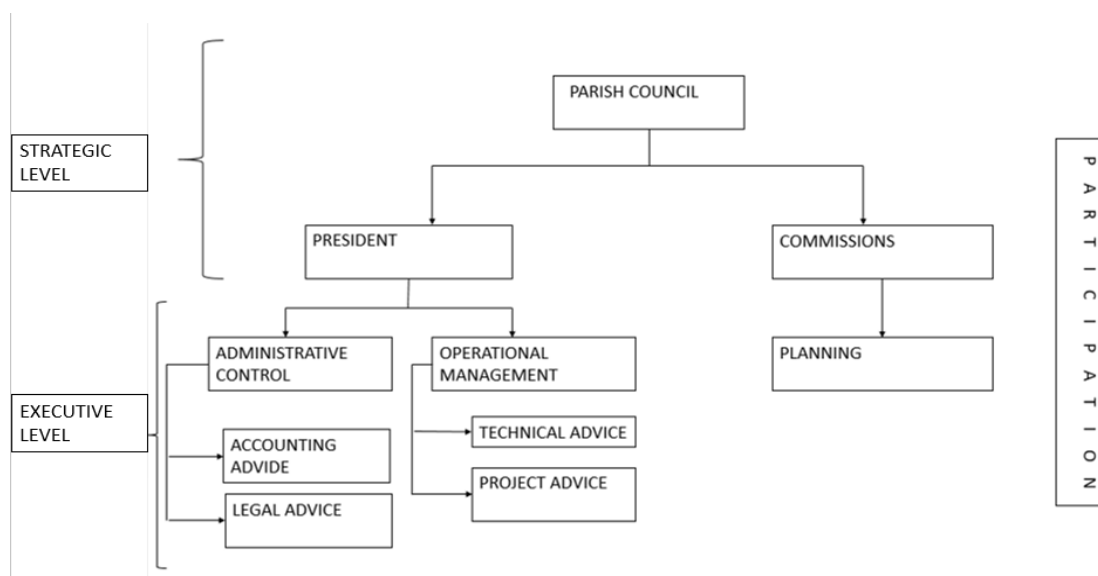 PARISH COUNCIL
STRATEGIC
LEVEL
PRESIDENT
COMMISSIONS
ADMINISTRATIVE
CONTROL
OPERATIONAL
MANAGEMENT
PLANNING
EXECUTIVE
LEVEL
ACCOUNTING
ADVIDE
TECHNICAL ADVICE
PROJECT ADVICE
LEGAL ADVICE
PARTICIPATION